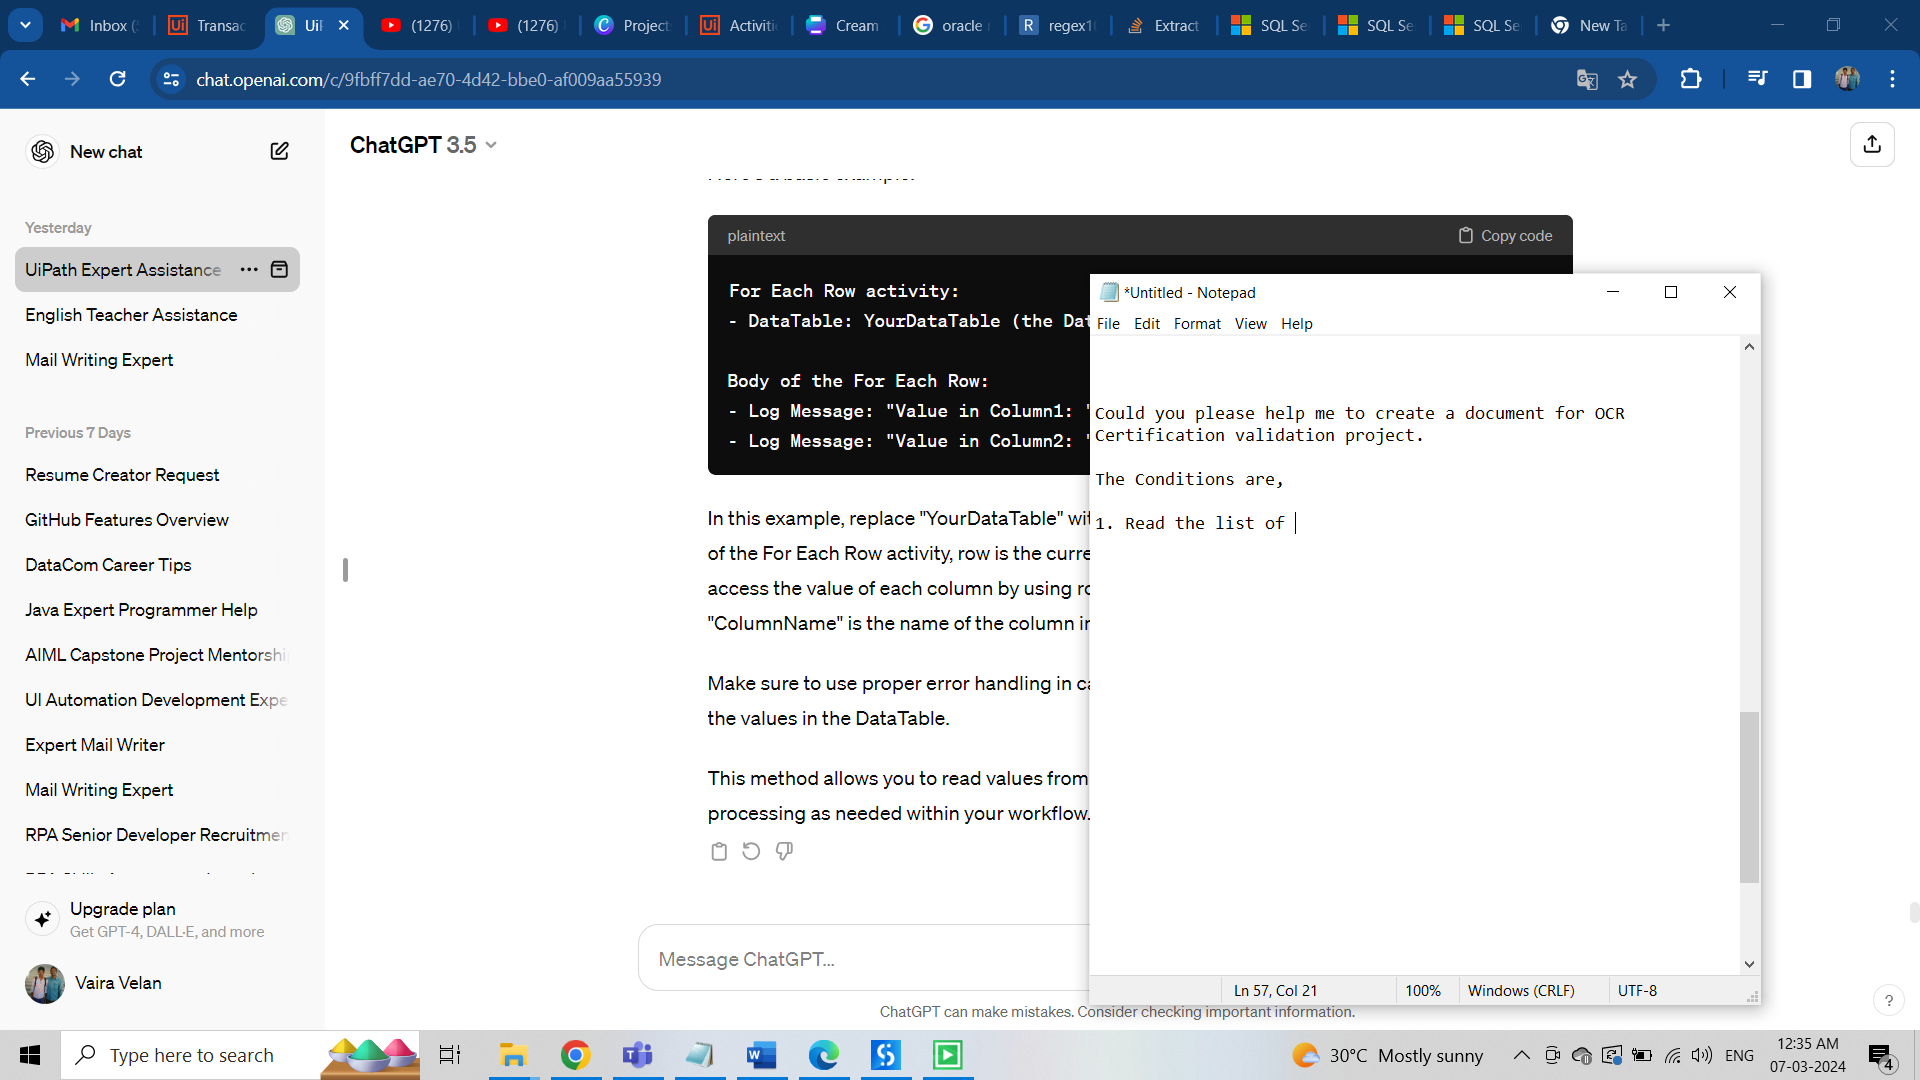 Inbox (
Transac
Ui
(1276)
(1276)
Project
Activiti
Cream
oracle
regex1
Extract
SQL Se
SQL Se
SQL Se
New Ta
chat.openai.com/c/9fbff7dd-ae70-4d42-bbe0-af009aa55939
New chat
Yesterday
UiPath Expert Assistance
English Teacher Assistance
Mail Writing Expert
Previous 7 Days
Resume Creator Request
GitHub Features Overview
DataCom Career Tips
Java Expert Programmer Help
AIML Capstone Project Mentorshi
UI Automation Development Expe
Expert Mail Writer
Mail Writing Expert
RPA Senior Developer Recruitmen
Upgrade plan
Get GPT-4, DALL·E, and more
Vaira Velan
ChatGPT 3.5
plaintext
Copy code
For Each Row activity:
- DataTable: YourDataTable (the Dat
Body of the For Each Row:
- Log Message: "Value in Column1: "
- Log Message: "Value in Column2: "
In this example, replace "YourDataTable" wit
of the For Each Row activity, row is the curre
access the value of each column by using ro
"ColumnName" is the name of the column in
Make sure to use proper error handling in ca
the values in the DataTable.
This method allows you to read values from
processing as needed within your workflow.
Message ChatGPT...
ChatGPT can make mistakes. Consider checking important information.
?
*Untitled - Notepad
File Edit Format View Help
Could you please help me to create a document for OCR
Certification validation project.
The Conditions are,
1. Read the list of
Ln 57, Col 21
100%
Windows (CRLF)
UTF-8
Type here to search
30°C Mostly sunny
ENG
12:35 AM
07-03-2024
4